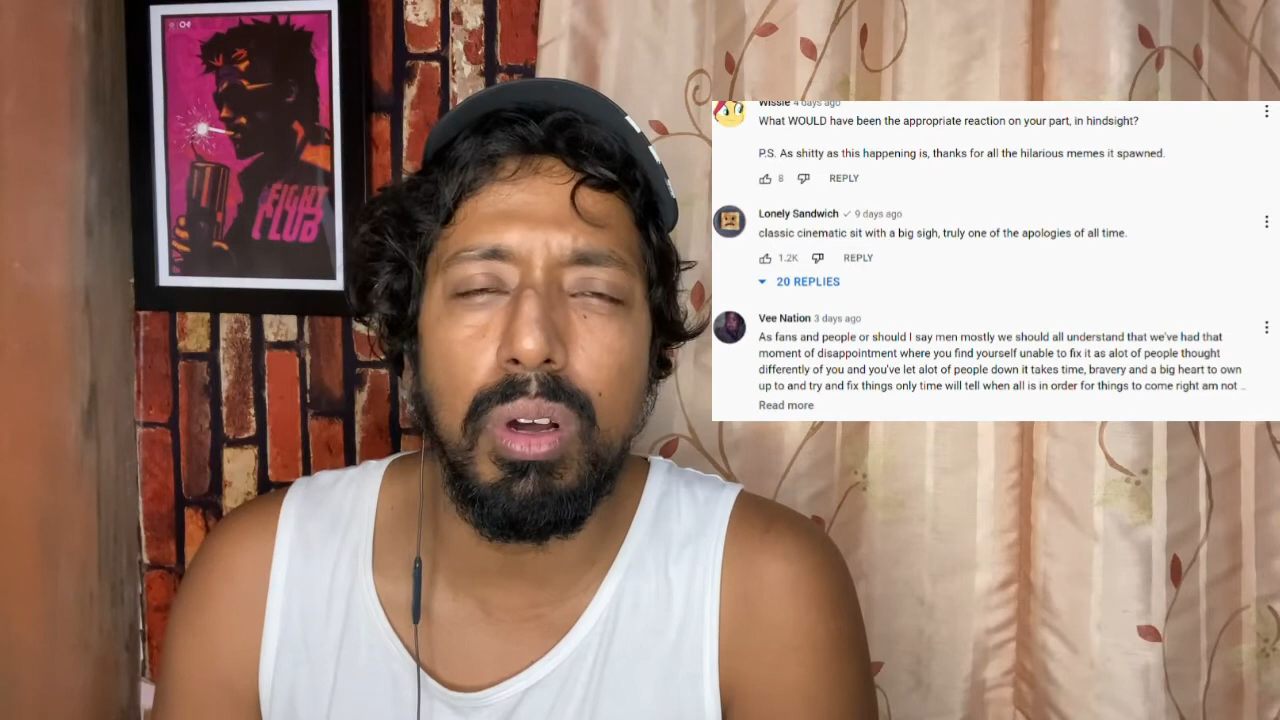 FIGHT
CLUB
Wissie 4 days ago
What WOULD have been the appropriate reaction on your part, in hindsight?
P.S. As shitty as this happening is, thanks for all the hilarious memes it spawned.
8 REPLY
Lonely Sandwich 9 days ago
classic cinematic sit with a big sigh, truly one of the apologies of all time.
1.2K REPLY
20 REPLIES
Vee Nation 3 days ago
As fans and people or should I say men mostly we should all understand that we've had that
moment of disappointment where you find yourself unable to fix it as alot of people thought
differently of you and you've let alot of people down it takes time, bravery and a big heart to own
up to and try and fix things only time will tell when all is in order for things to come right am not ...
Read more